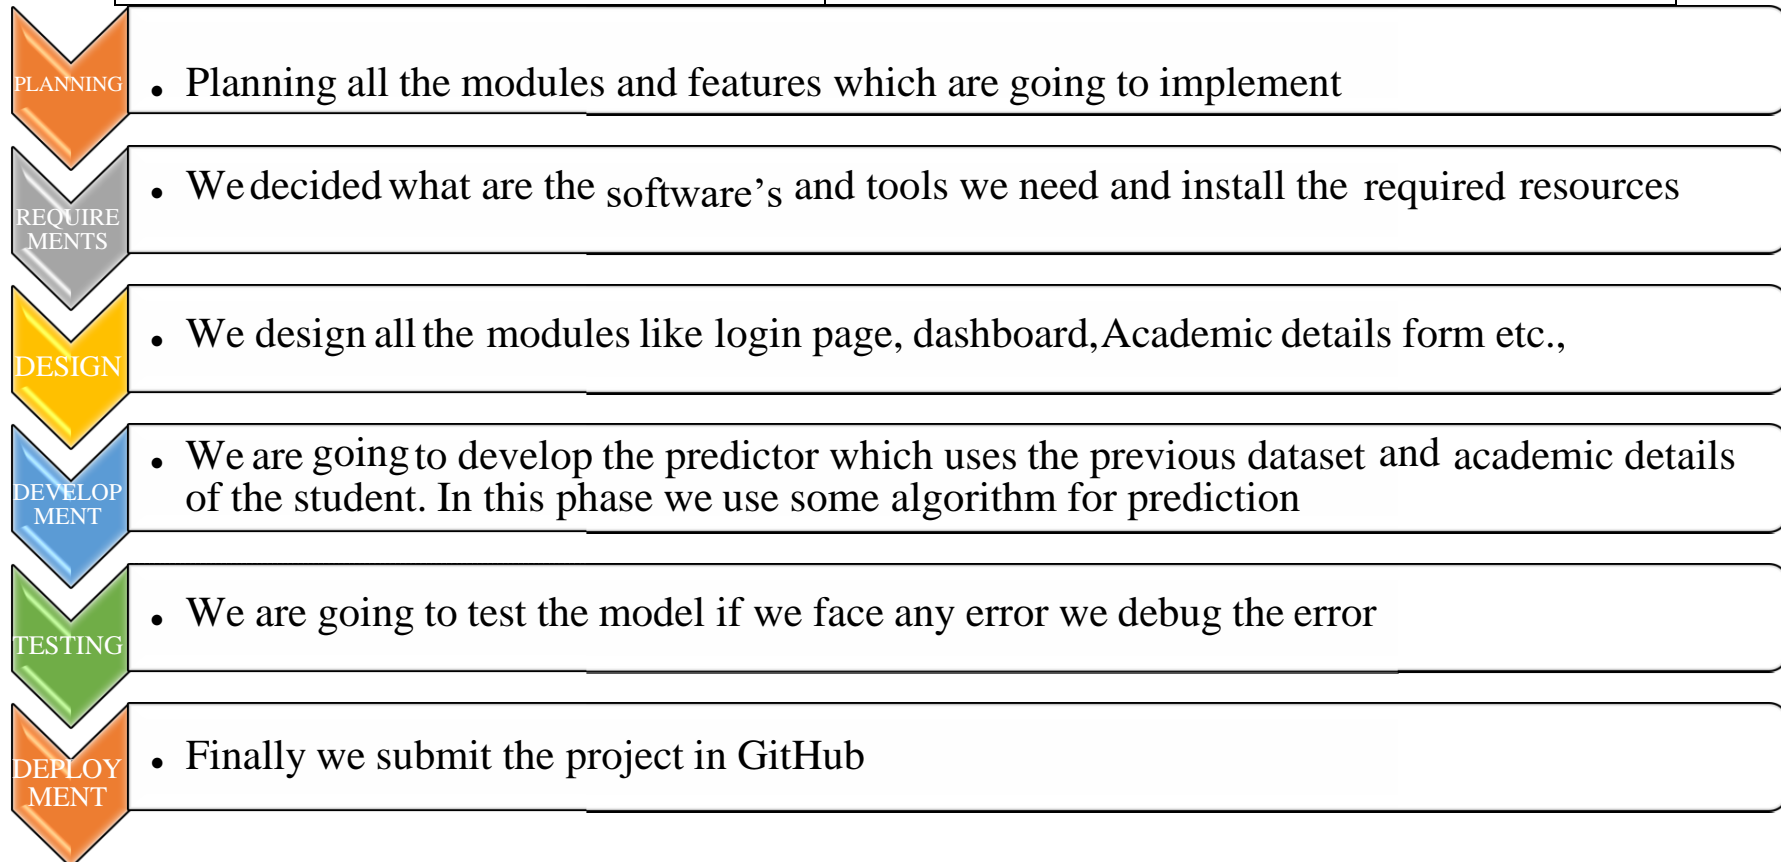 PLANNING
• Planning all the modules and features which are going to implement
REQUIRE
MENTS
• We decided what are the software’s and tools we need and install the required resources
DESIGN
• We design all the modules like login page, dashboard,Academic details form etc.,
DEVELOP
MENT
• We are going to develop the predictor which uses the previous dataset and academic details
of the student. In this phase we use some algorithm for prediction
TESTING
• We are going to test the model if we face any error we debug the error
DEPLOY
MENT
• Finally we submit the project in GitHub